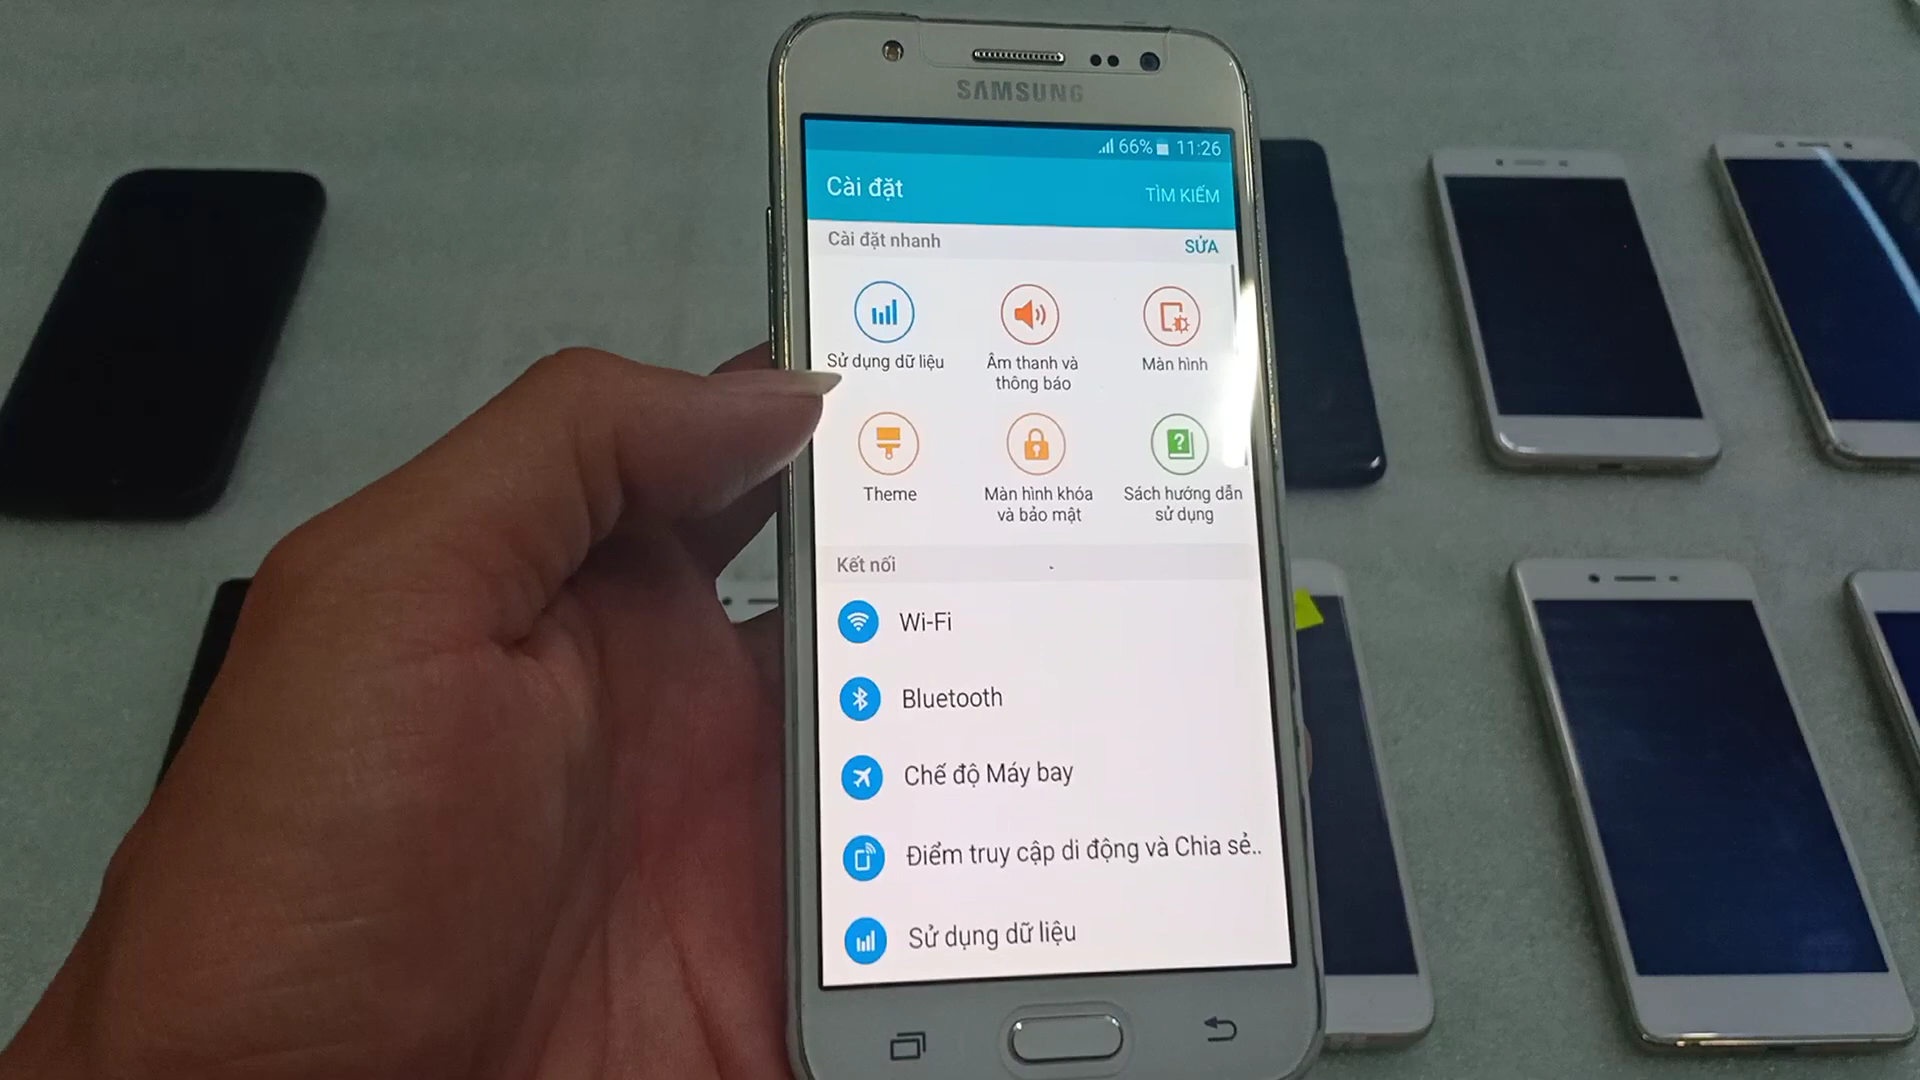 SAMSUNG
66% 11:26
Cài đặt
TÌM KIẾM
Cài đặt nhanh
SỬA
Sử dụng dữ liệu
Âm thanh và
thông báo
Màn hình
Theme
Màn hình khóa
và bảo mật
Sách hướng dẫn
sử dụng
Kết nối
Wi-Fi
Bluetooth
Chế độ Máy bay
Điểm truy cập di động và Chia sẻ..
Sử dụng dữ liệu